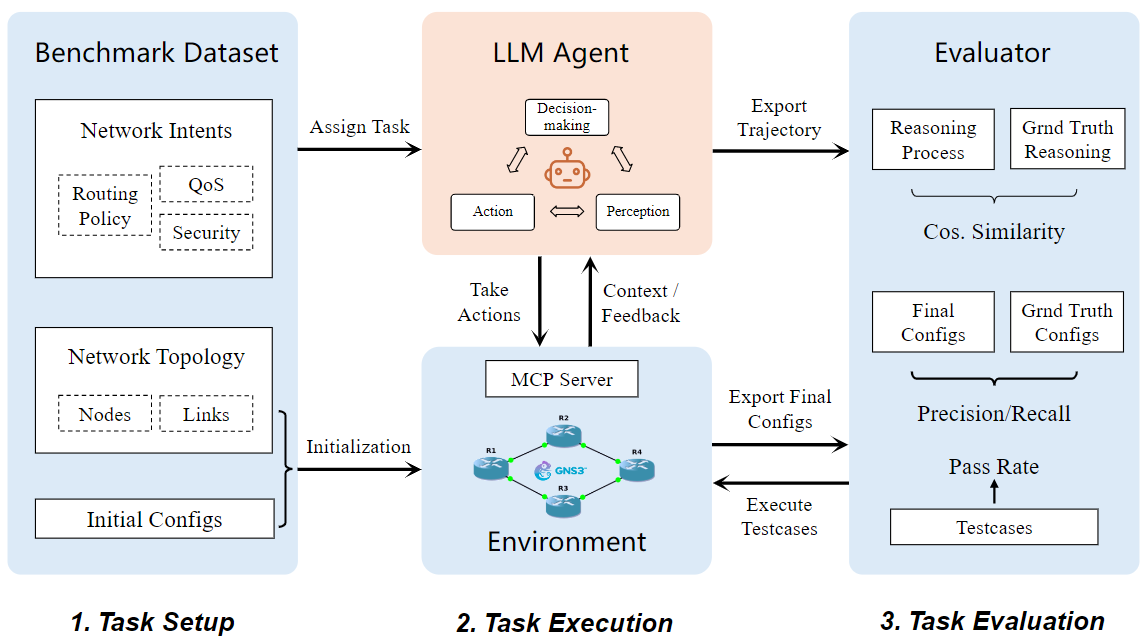 Benchmark Dataset
Network Intents
Routing
Policy
QoS
Security
Network Topology
Nodes
Links
Initial Configs
Assign Task
Initialization
LLM Agent
Decision-
making
Action
Perception
Take
Actions
Context /
Feedback
MCP Server
R2
R1
GNS3
R4
R3
Environment
Export
Trajectory
Export Final
Configs
Execute
Testcases
Evaluator
Reasoning
Process
Grnd Truth
Reasoning
Cos. Similarity
Final
Configs
Grnd Truth
Configs
Precision/Recall
Pass Rate
Testcases
1. Task Setup
2. Task Execution
3. Task Evaluation